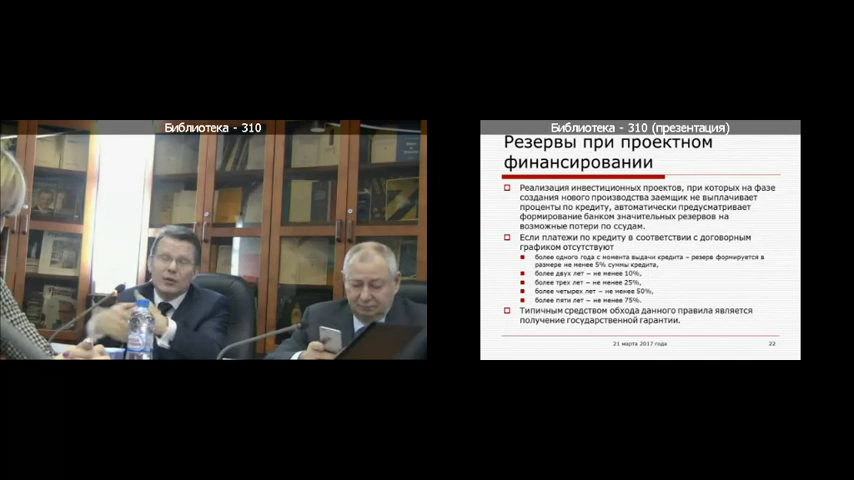 Библиотека - 310
Библиотека - 310 (презентация)
Резервы при проектном
финансировании
Реализация инвестиционных проектов, при которых на фазе
создания нового производства заемщик не выплачивает
проценты по кредиту, автоматически предусматривает
формирование банком значительных резервов на
возможные потери по ссудам.
Если платежи по кредиту в соответствии с договорным
графиком отсутствуют
более одного года с момента выдачи кредита – резерв формируется в
размере не менее 5% суммы кредита,
более двух лет – не менее 10%,
более трех лет – не менее 25%,
более четырех лет – не менее 50%,
более пяти лет – не менее 75%.
Типичным средством обхода данного правила является
получение государственной гарантии.
21 марта 2017 года
22